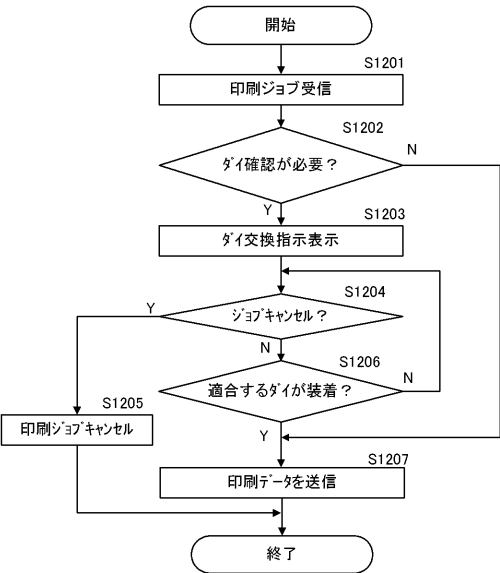 開始
S1201
印刷ジョブ受信
S1202
ﾀﾞｲ確認が必要？
N
Y
S1203
ﾀﾞｲ交換指示表示
S1204
Y
ｼﾞｮﾌﾞｷｬﾝｾﾙ？
N
S1206
適合するﾀﾞｲが装着？
N
S1205
印刷ｼﾞｮﾌﾞｷｬﾝｾﾙ
Y
S1207
印刷ﾃﾞｰﾀを送信
終了